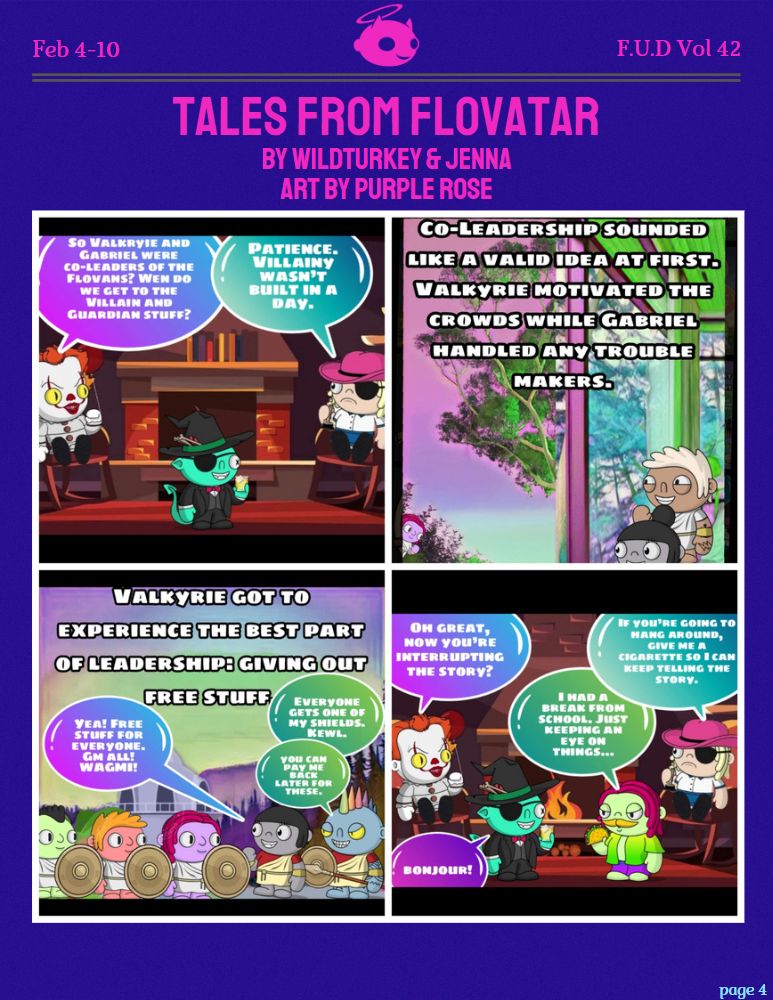 Feb 4-10
F.U.D Vol 42
TALES FROM FLOVATAR
BY WILDTURKEY & JENNA
ART BY PURPLE ROSE
So Valkryie and
Gabriel were
co-leaders of the
Flovans? Wen do
we get to the
Villain and
Guardian stuff?
Patience.
Villainy
wasn't
built in a
day.
Co-Leadership sounded
like a valid idea at first.
Valkyrie motivated the
crowds while Gabriel
handled any trouble
makers.
Valkyrie got to
experience the best part
of leadership: giving out
free stuff
Yea! Free
stuff for
everyone.
GM all!
WAGMI!
Everyone
gets one of
my shields.
Kewl.
you can
pay me
back
later for
these.
Oh great,
now you're
interrupting
the story?
If you're going to
hang around,
give me a
cigarette so I can
keep telling the
story.
I had a
break from
school. Just
keeping an
eye on
things...
Bonjour!
page 4